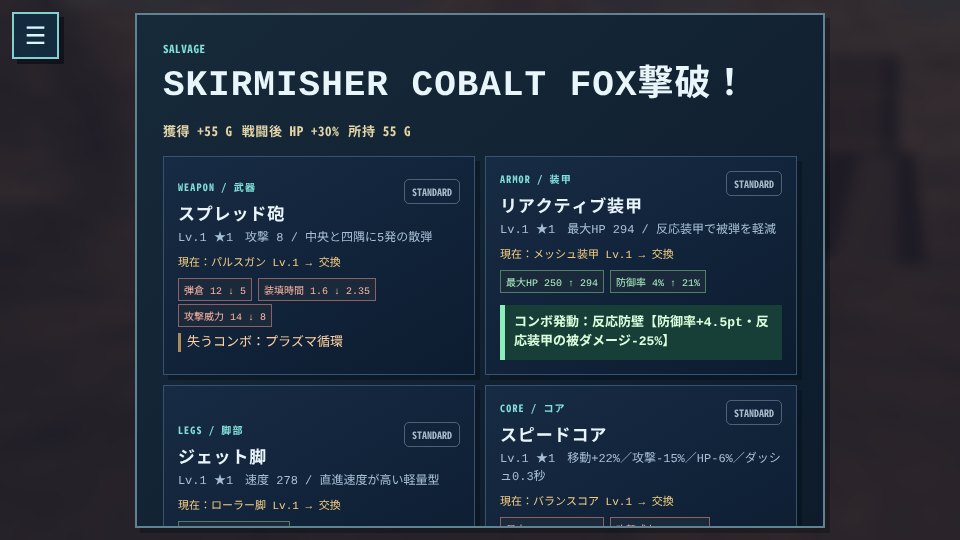 ☰
SALVAGE
SKIRMISHER COBALT FOX撃破！
獲得 +55 G 戦闘後 HP +30% 所持 55 G
WEAPON / 武器
STANDARD
スプレッド砲
Lv.1 ★1 攻撃 8 / 中央と四隅に5発の散弾
現在：パルスガン Lv.1 → 交換
弾倉 12 ↓ 5
装填時間 1.6 ↓ 2.35
攻撃威力 14 ↓ 8
失うコンボ：プラズマ循環
ARMOR / 装甲
STANDARD
リアクティブ装甲
Lv.1 ★1 最大HP 294 / 反応装甲で被弾を軽減
現在：メッシュ装甲 Lv.1 → 交換
最大HP 250 ↑ 294
防御率 4% ↑ 21%
コンボ発動：反応防壁【防御率+4.5pt・反
応装甲の被ダメージ-25%】
LEGS / 脚部
STANDARD
ジェット脚
Lv.1 ★1 速度 278 / 直進速度が高い軽量型
現在：ローラー脚 Lv.1 → 交換
CORE / コア
STANDARD
スピードコア
Lv.1 ★1 移動+22%／攻撃-15%／HP-6%／ダッシ
ュ0.3秒
現在：バランスコア Lv.1 → 交換